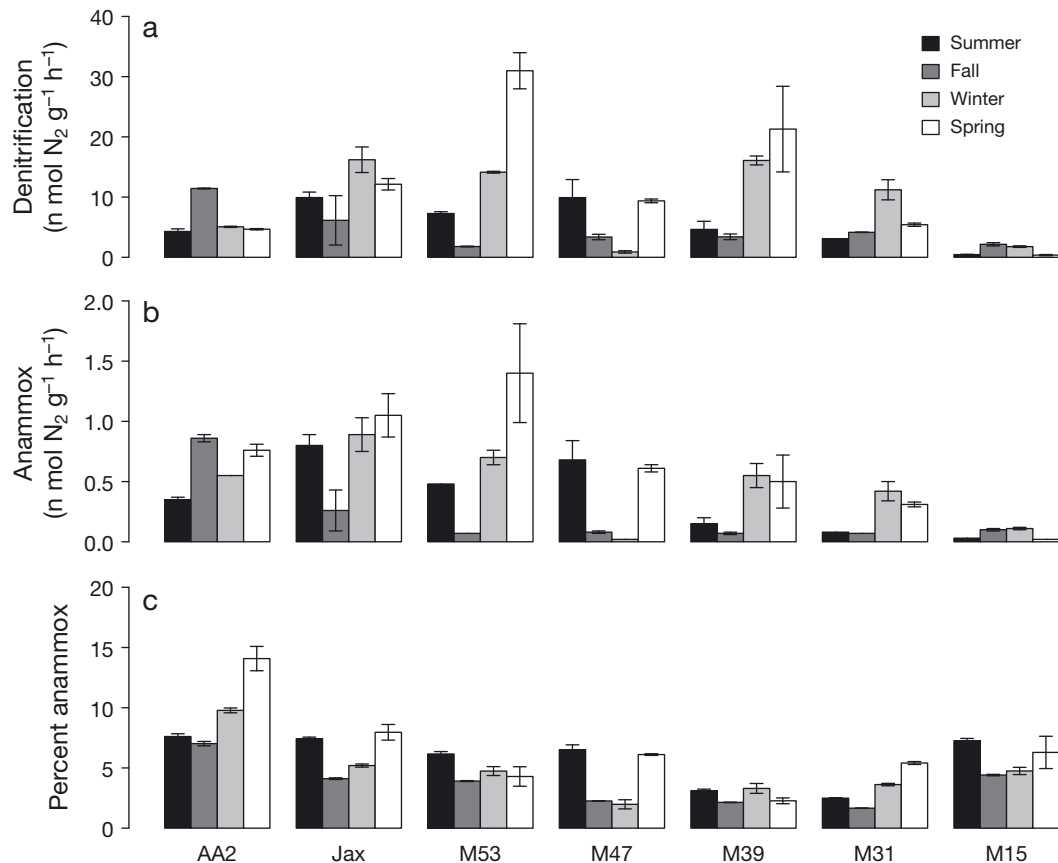 a
Denitrification
(n mol N₂ g⁻¹ h⁻¹)
40
30
20
10
0
Summer
Fall
Winter
Spring
b
Anammox
(n mol N₂ g⁻¹ h⁻¹)
2.0
1.5
1.0
0.5
0.0
c
Percent anammox
20
15
10
5
0
AA2 Jax M53 M47 M39 M31 M15